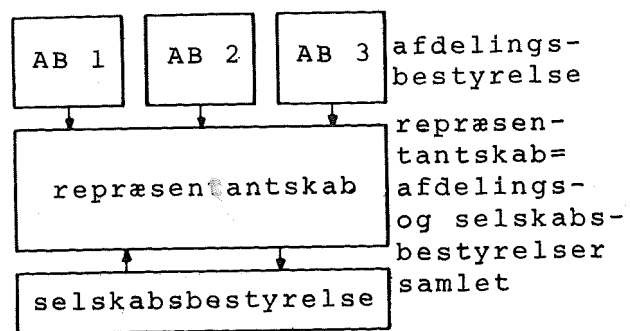 AB 1
AB 2
AB 3
afdelings-
bestyrelse
repræsentantskab
repræsen-
tantskab=
afdelings-
og selskabs-
bestyrelser
samlet
selskabsbestyrelse